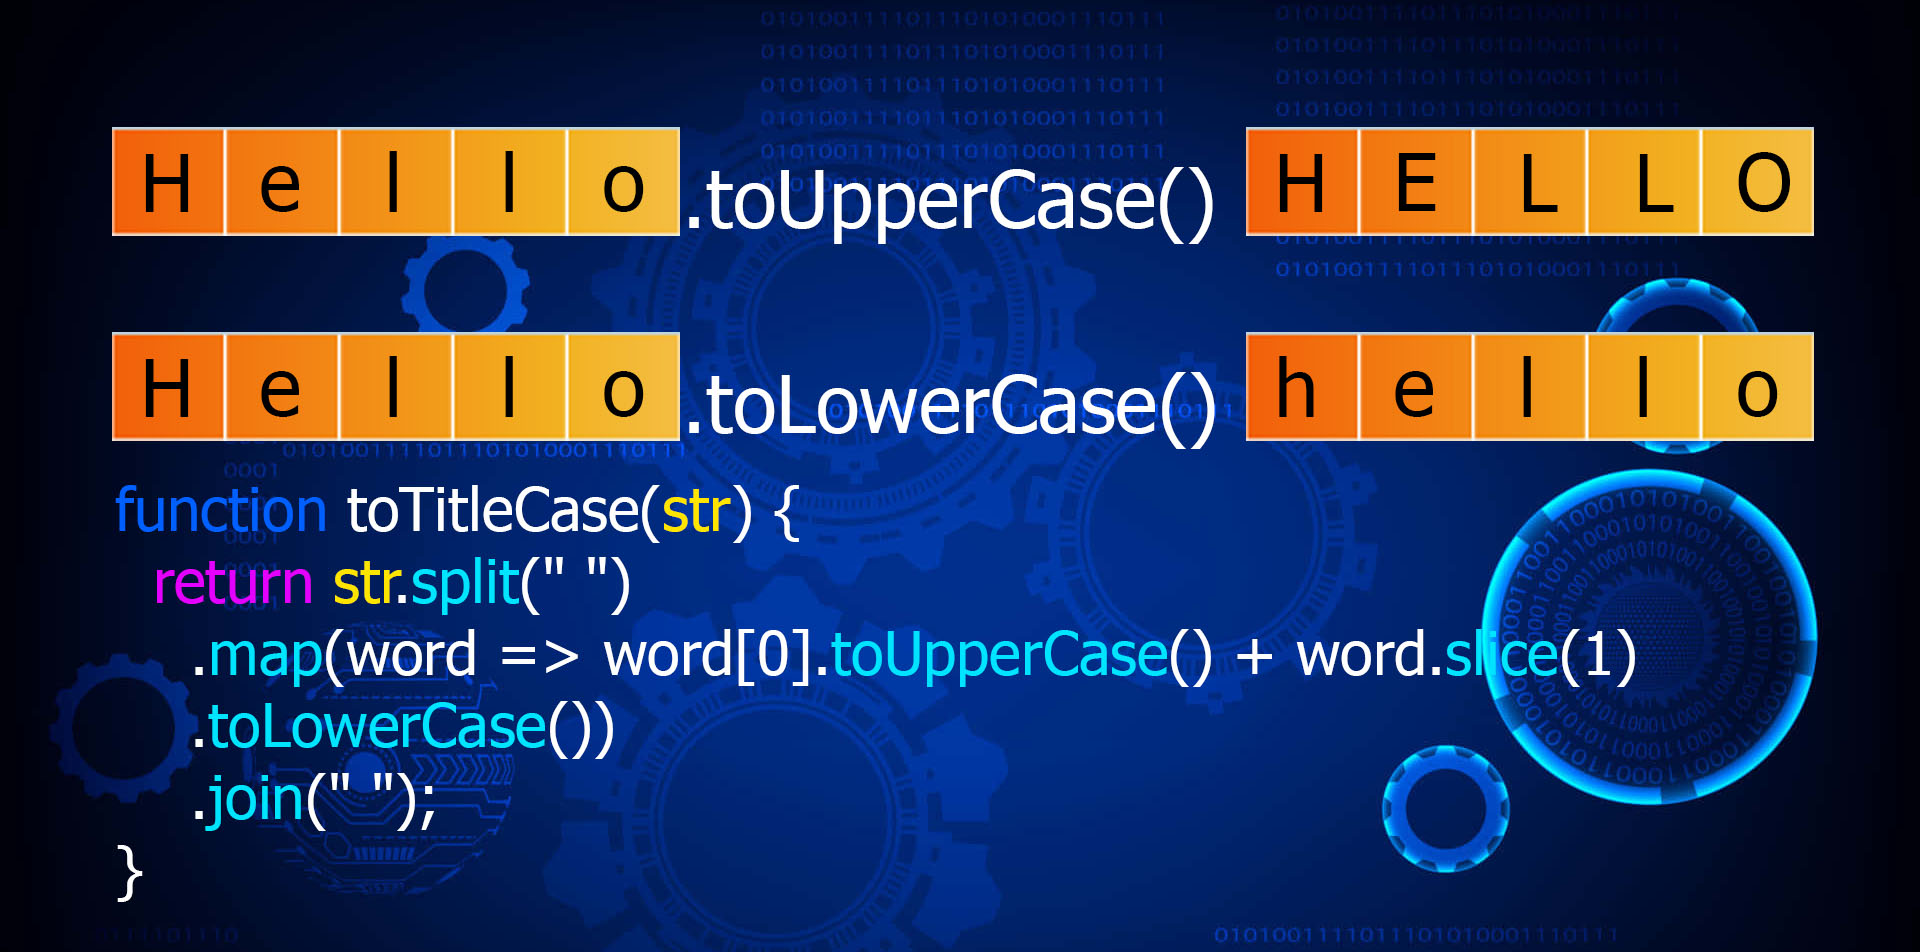 Hello.toUpperCase() HELLO
Hello.toLowerCase() hello
function toTitleCase(str) {
return str.split(" ")
.map(word => word[0].toUpperCase() + word.slice(1)
.toLowerCase())
.join(" ");
}